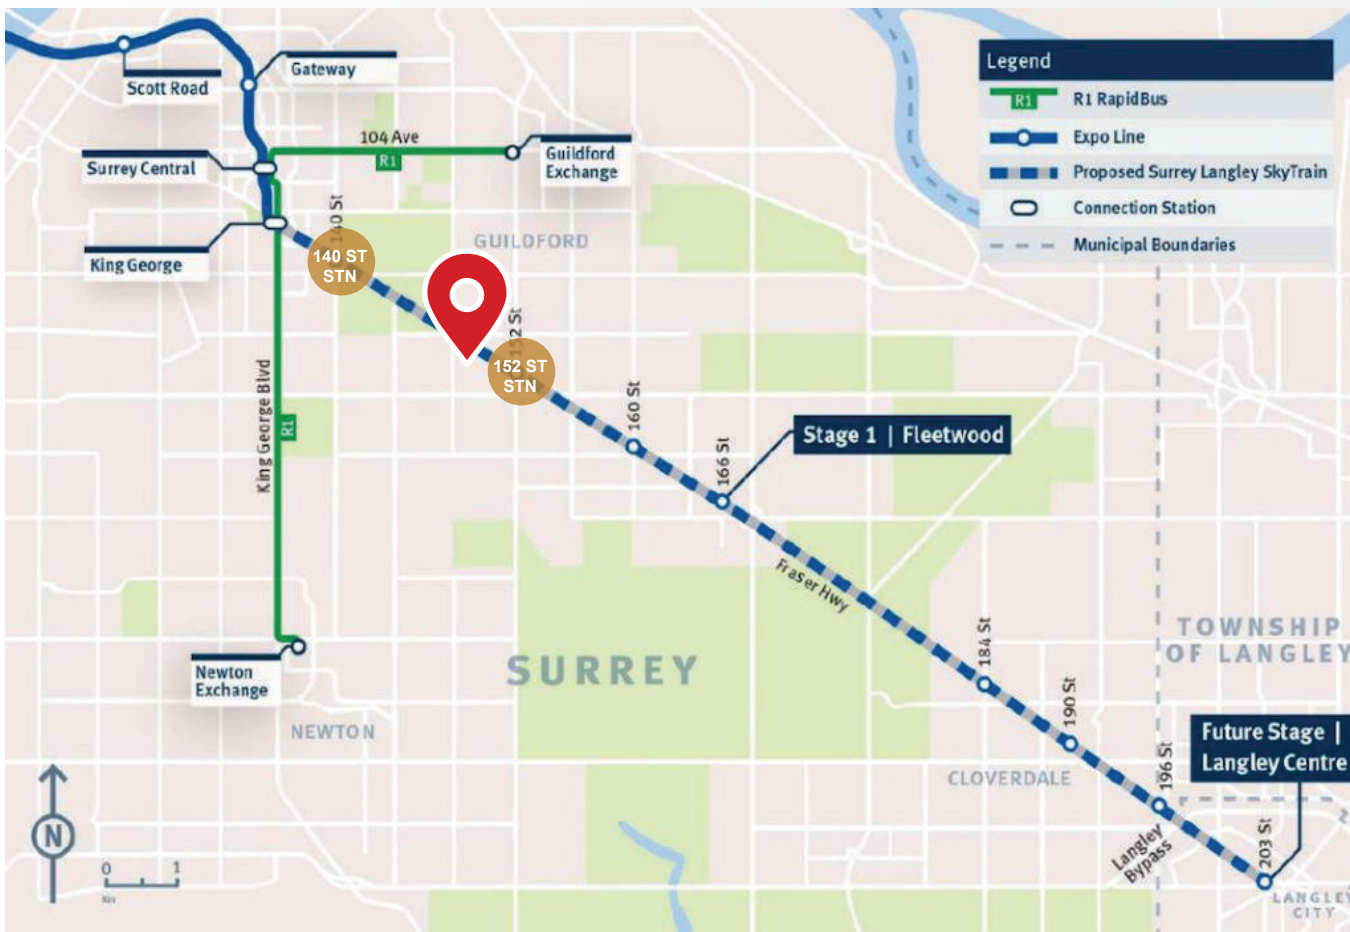 Scott Road
Gateway
Surrey Central
King George
104 Ave
R1
Guildford
Exchange
140 St
140 ST
STN
GUILDFORD
152 St
152 ST
STN
King George Blvd
R1
160 St
166 St
Stage 1 | Fleetwood
Fraser Hwy
SURREY
Newton
Exchange
NEWTON
184 St
190 St
196 St
203 St
CLOVERDALE
Langley
Bypass
TOWNSHIP
OF LANGLEY
Future Stage |
Langley Centre
LANGLEY
CITY
Legend
R1 R1 RapidBus
Expo Line
Proposed Surrey Langley SkyTrain
Connection Station
Municipal Boundaries
N
0 1
Km